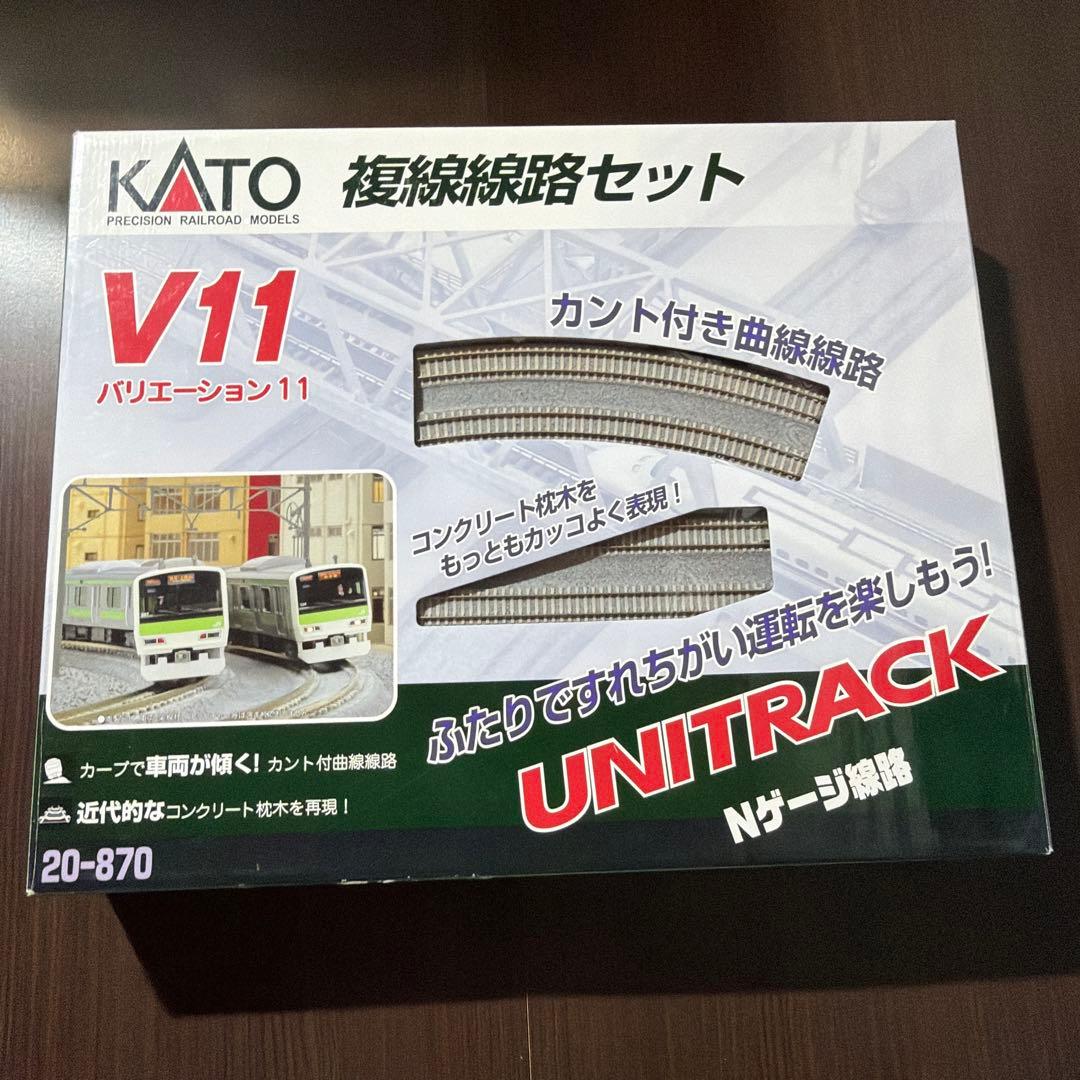 KATO
PRECISION RAILROAD MODELS
複線線路セット
V11
バリエーション11
カント付き曲線線路
コンクリート枕木を
もっともカッコよく表現!
ふたりですれちがい運転を楽しもう!
UNITRACK
Nゲージ線路
カーブで車両が傾く! カント付曲線線路
近代的なコンクリート枕木を再現!
20-870